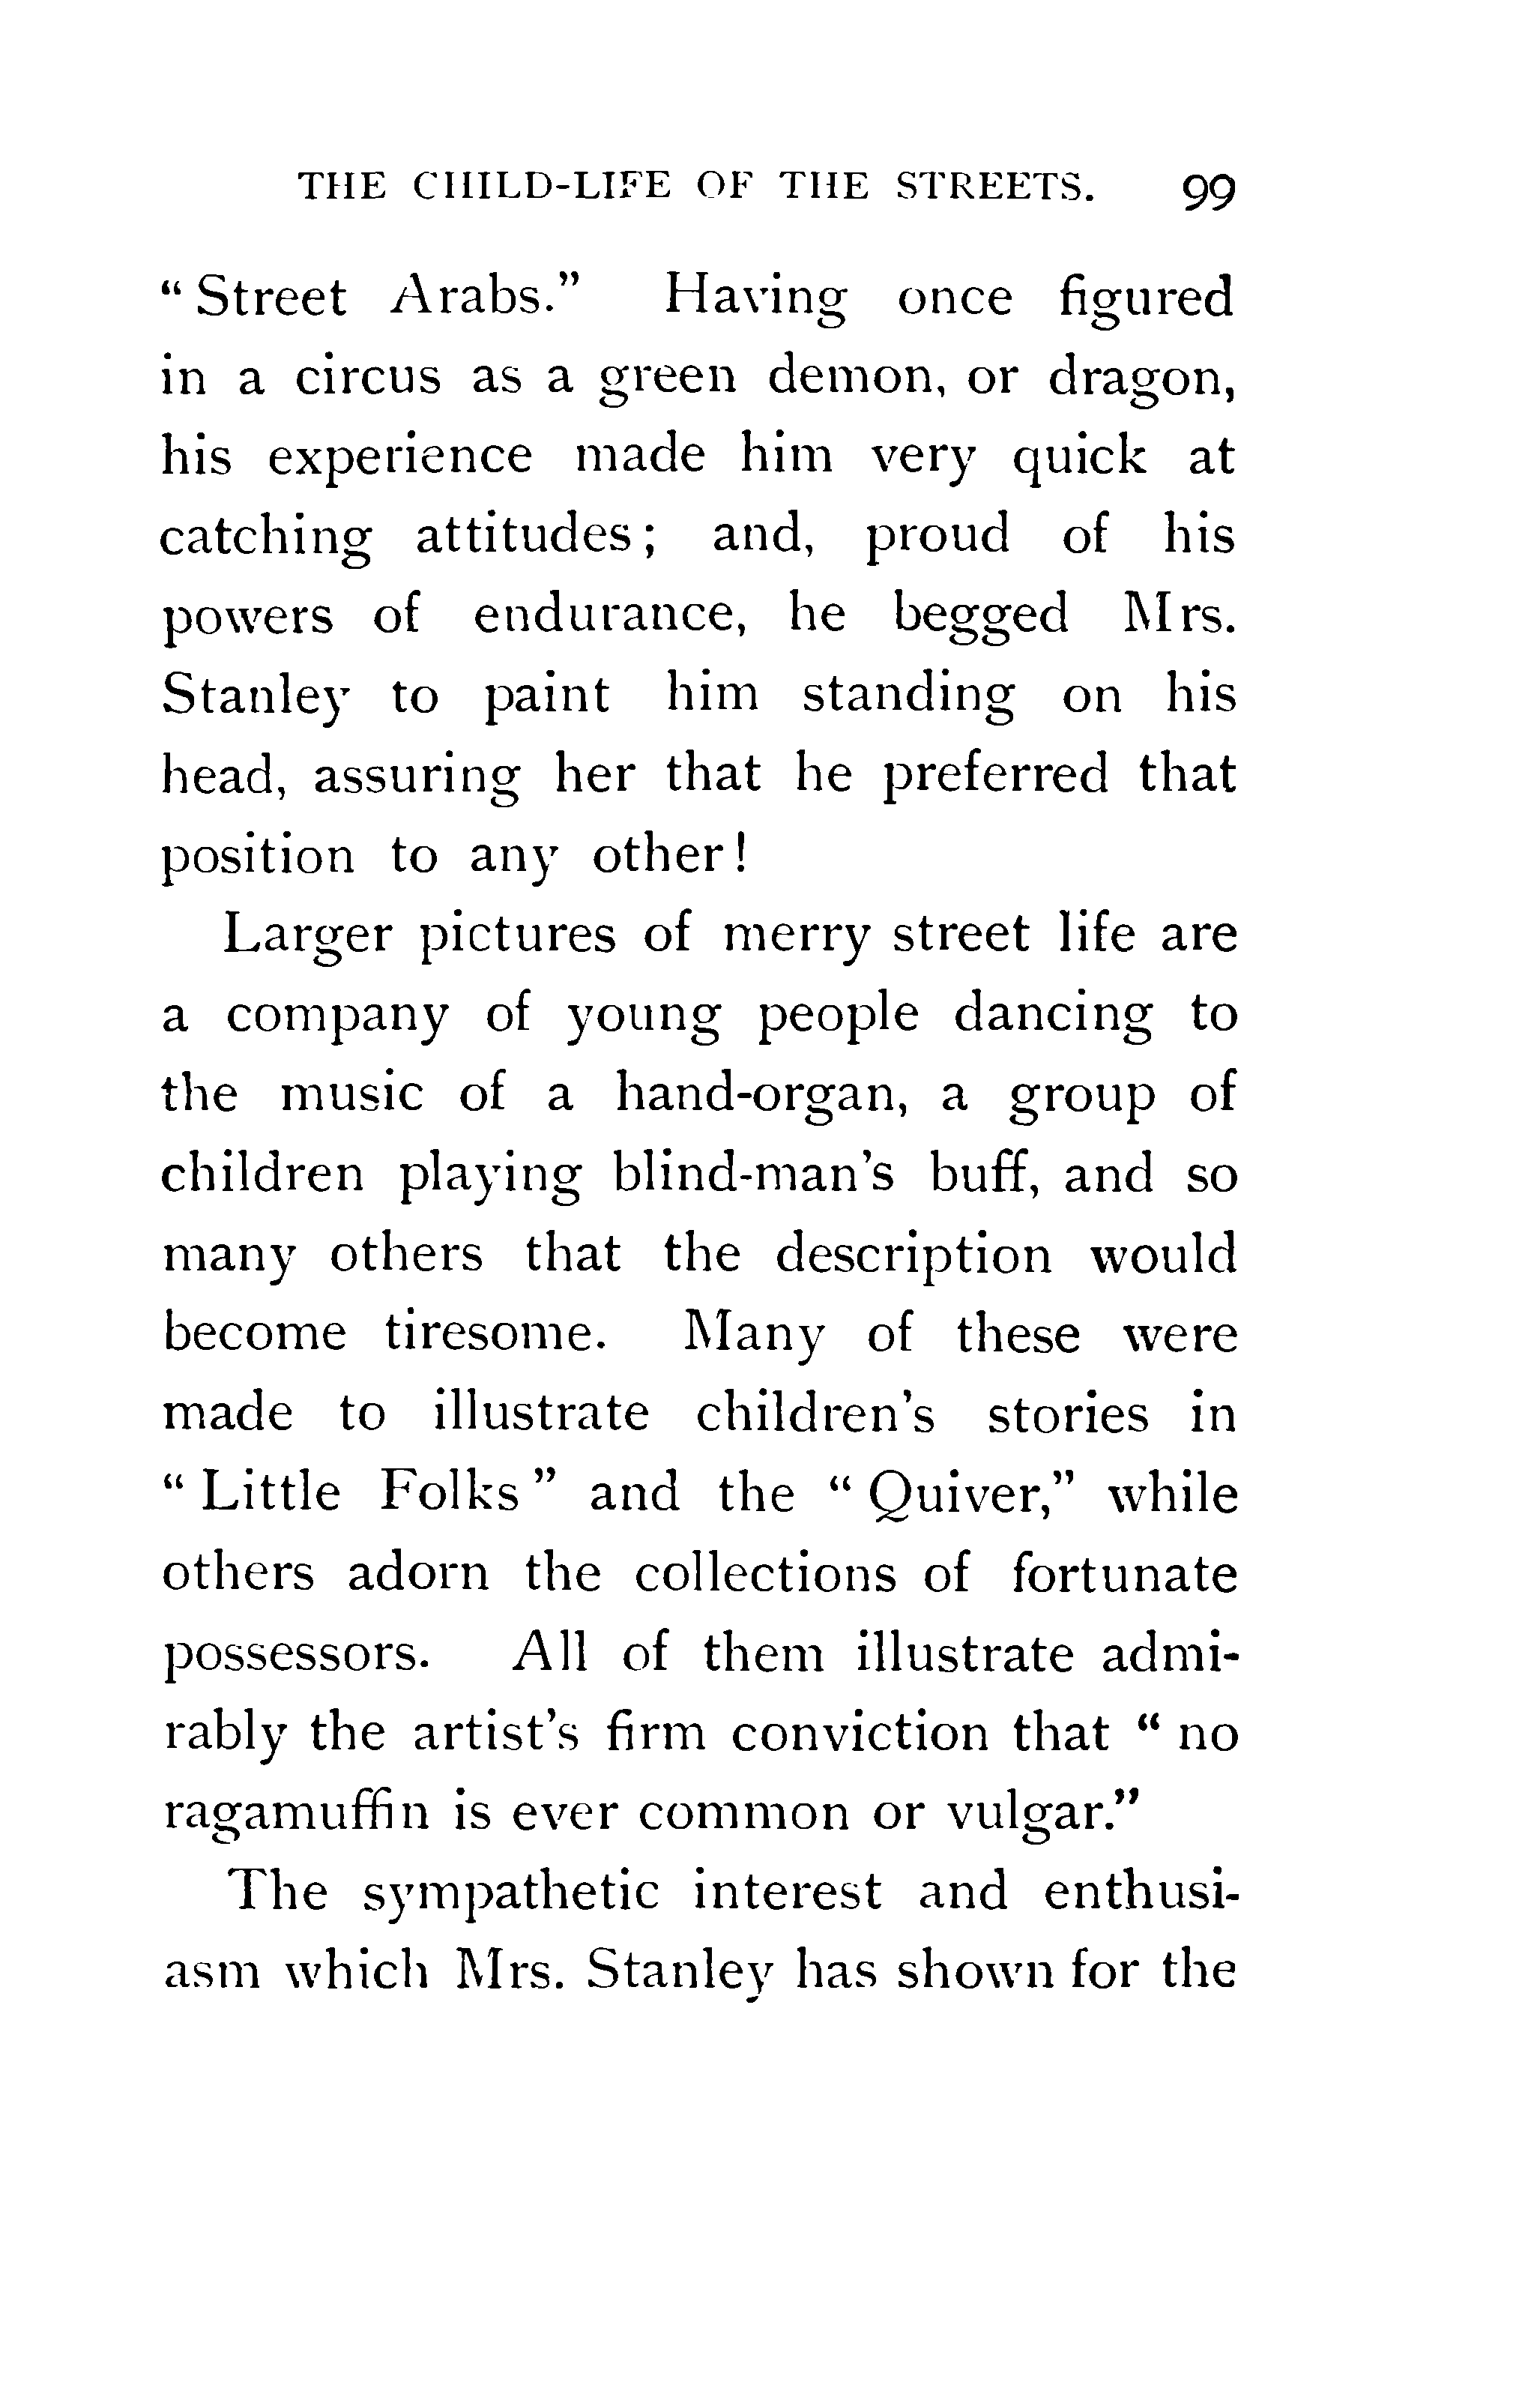 THE CHILD-LIFE OF THE STREETS. 99
“Street Arabs.” Having once figured
in a circus as a green demon, or dragon,
his experience made him very quick at
catching attitudes; and, proud of his
powers of endurance, he begged Mrs.
Stanley to paint him standing on his
head, assuring her that he preferred that
position to any other!
Larger pictures of merry street life are
a company of young people dancing to
the music of a hand-organ, a group of
children playing blind-man's buff, and so
many others that the description would
become tiresome. Many of these were
made to illustrate children's stories in
“Little Folks” and the “Quiver,” while
others adorn the collections of fortunate
possessors. All of them illustrate admi-
rably the artist's firm conviction that “no
ragamuffin is ever common or vulgar.”
The sympathetic interest and enthusi-
asm which Mrs. Stanley has shown for the